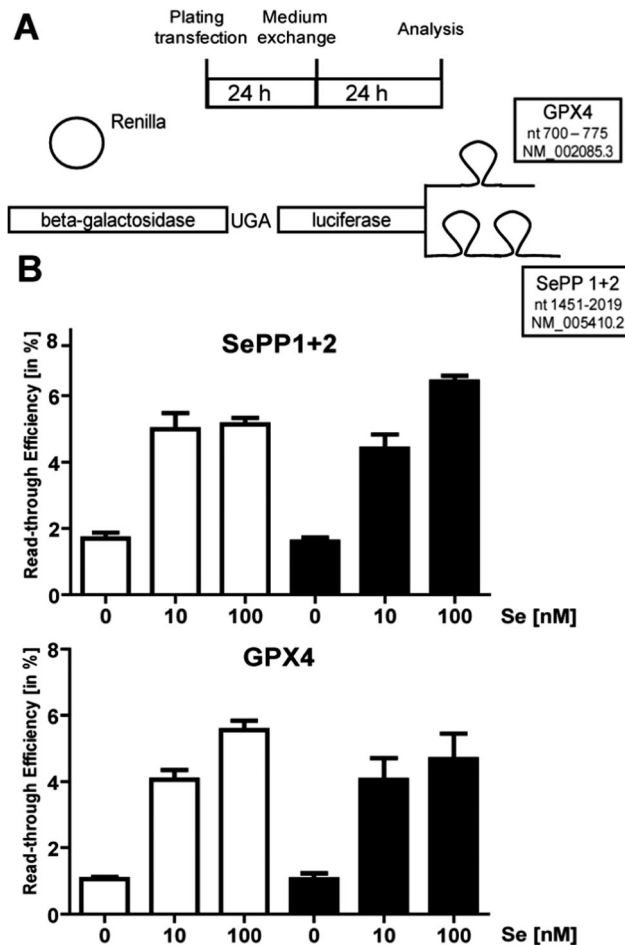 A
Plating
transfection
Medium
exchange
Analysis
24 h
24 h
Renilla
GPX4
nt 700 – 775
NM_002085.3
beta-galactosidase
UGA
luciferase
SePP 1+2
nt 1451-2019
NM_005410.2
B
SePP1+2
Read-through Efficiency [in %]
8
6
4
2
0
0 10 100 0 10 100 Se [nM]
GPX4
Read-through Efficiency [in %]
8
6
4
2
0
0 10 100 0 10 100 Se [nM]